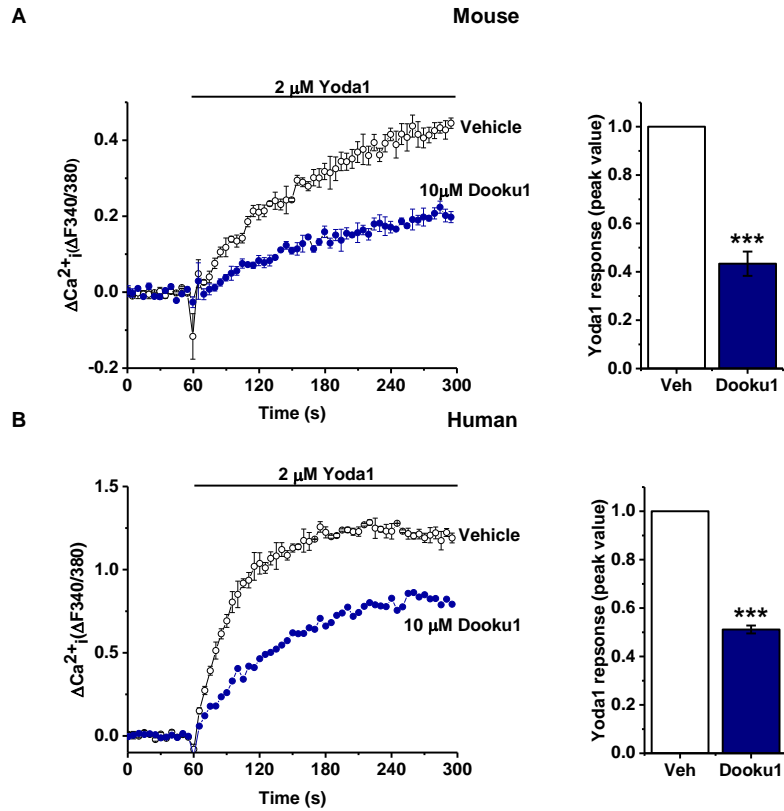 A
Mouse
2 μM Yoda1
Vehicle
10μM Dooku1
ΔCa²⁺ᵢ(ΔF340/380)
0.4
0.2
0.0
-0.2
0 60 120 180 240 300
Time (s)
Yoda1 response (peak value)
1.0
0.8
0.6
0.4
0.2
0.0
***
Veh Dooku1
B
Human
2 μM Yoda1
Vehicle
10 μM Dooku1
ΔCa²⁺ᵢ(ΔF340/380)
1.5
1.0
0.5
0.0
0 60 120 180 240 300
Time (s)
Yoda1 repsonse (peak value)
1.0
0.8
0.6
0.4
0.2
0.0
***
Veh Dooku1